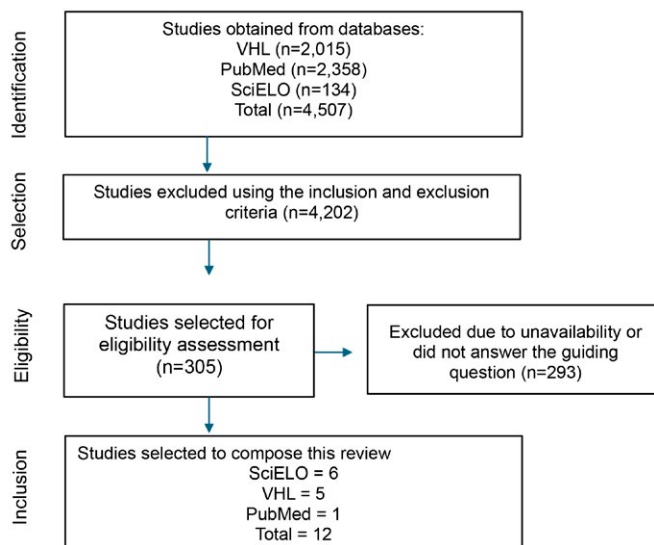 Identification
Studies obtained from databases:
VHL (n=2,015)
PubMed (n=2,358)
SciELO (n=134)
Total (n=4,507)
Selection
Studies excluded using the inclusion and exclusion
criteria (n=4,202)
Eligibility
Studies selected for
eligibility assessment
(n=305)
Excluded due to unavailability or
did not answer the guiding
question (n=293)
Inclusion
Studies selected to compose this review
SciELO = 6
VHL = 5
PubMed = 1
Total = 12